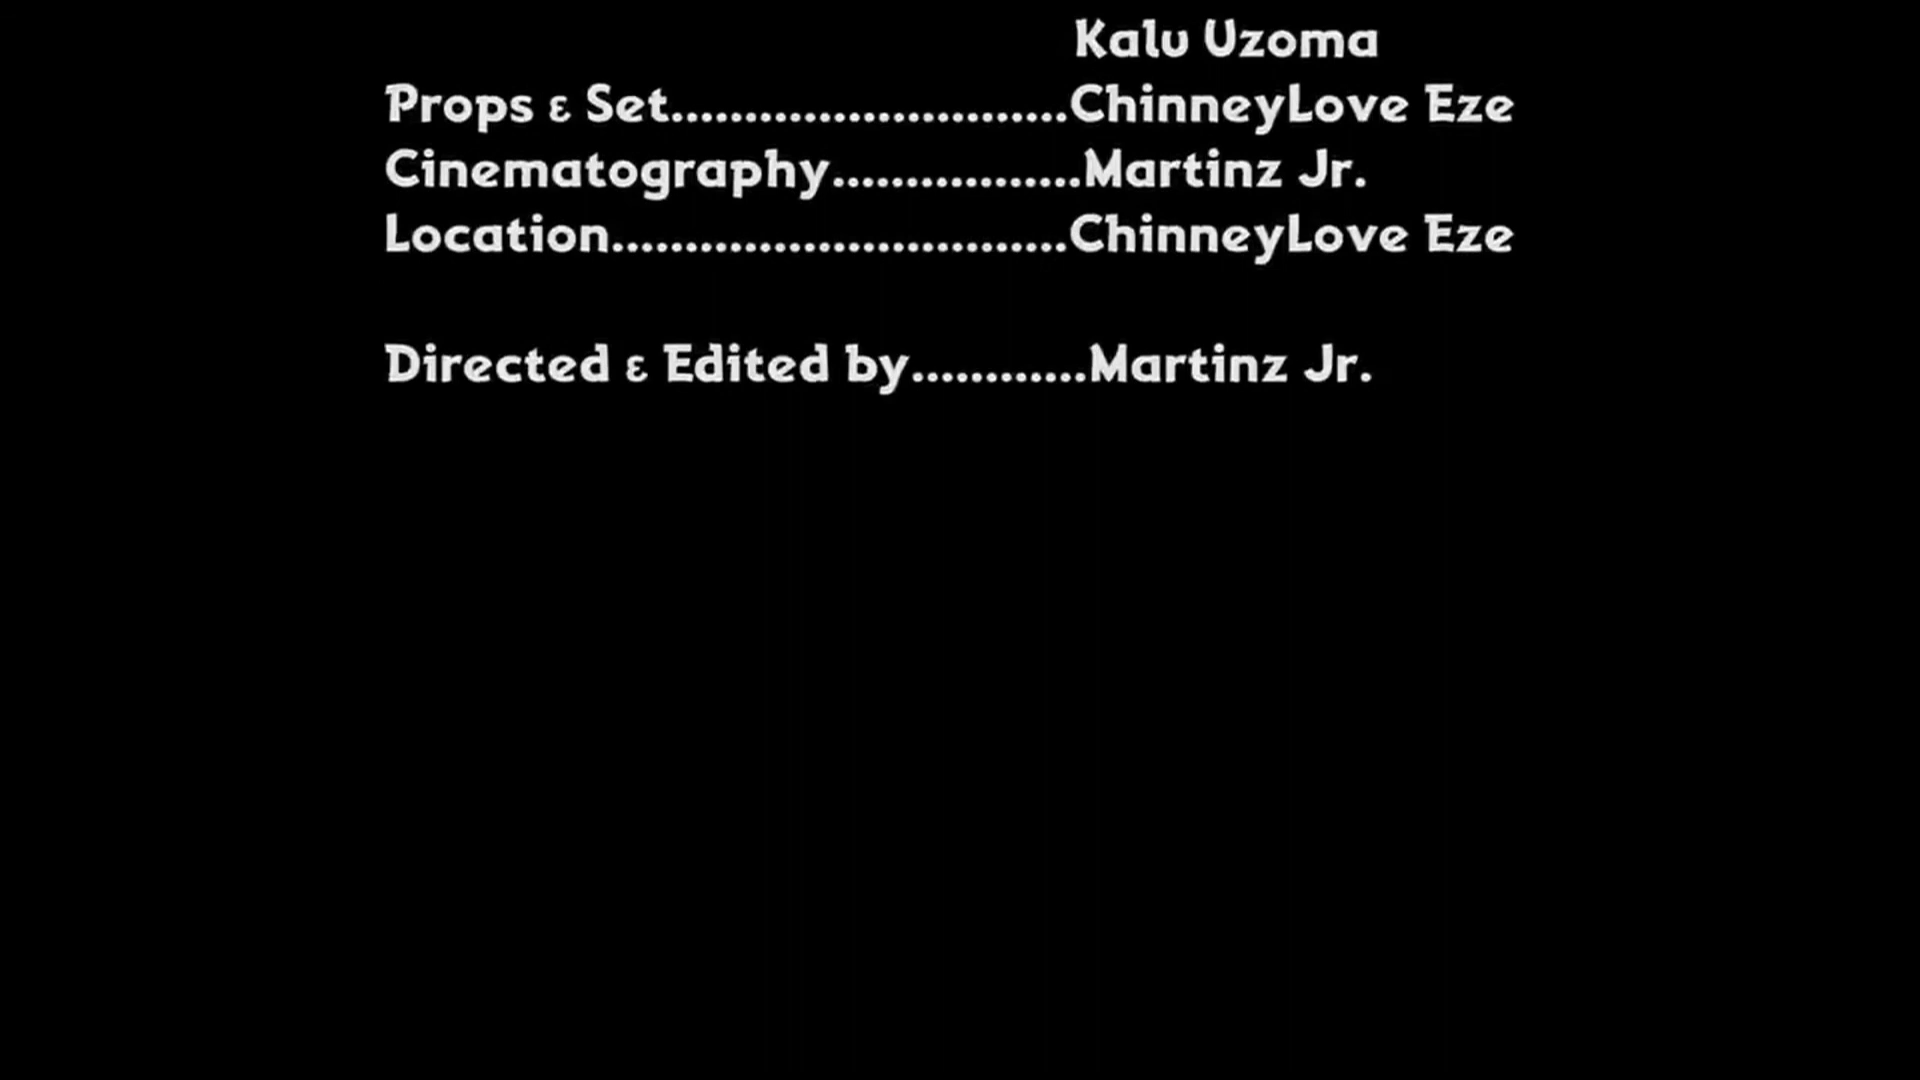 Kalu Uzoma
Props & Set...........................ChinneyLove Eze
Cinematography.................Martinz Jr.
Location...............................ChinneyLove Eze
Directed & Edited by............Martinz Jr.